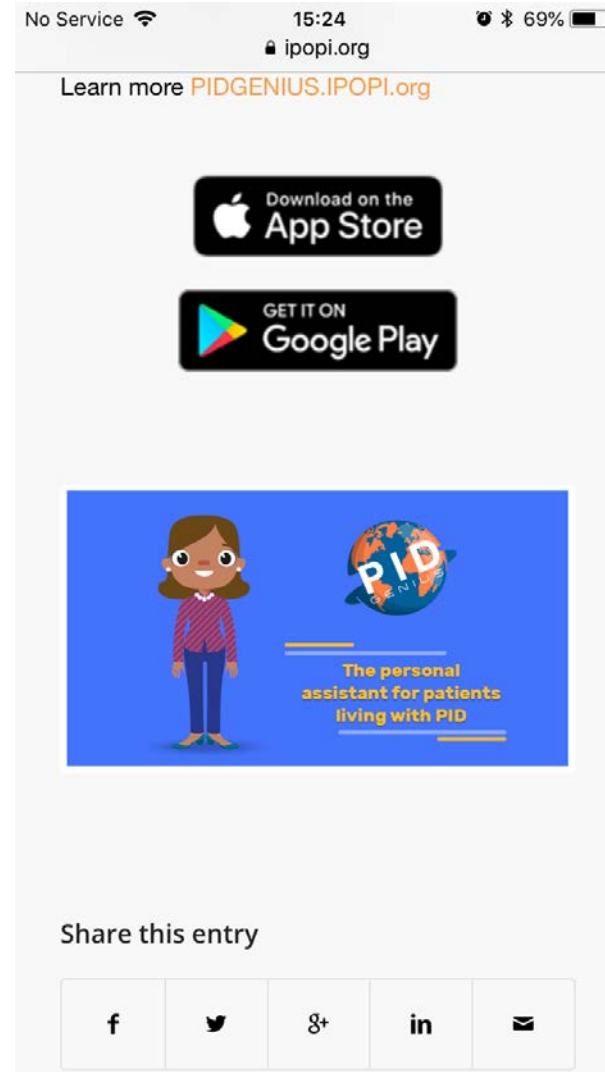 No Service 15:24 69%
ipopi.org
Learn more PIDGENIUS.IPOPI.org
Download on the
App Store
GET IT ON
Google Play
PID
GENIUS
The personal
assistant for patients
living with PID
Share this entry
f 8+ in